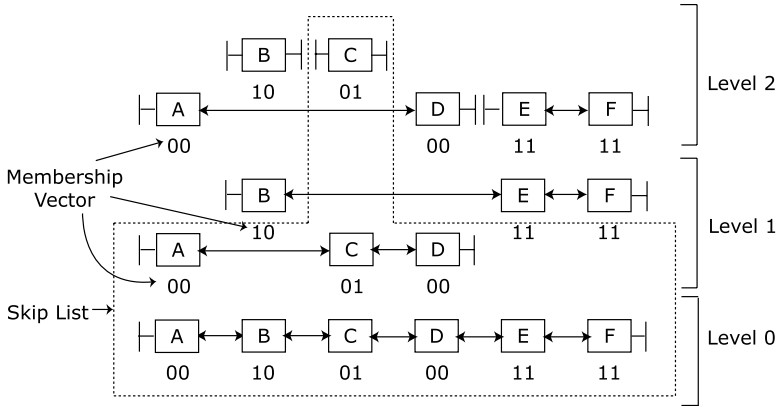 B C
10 01
Level 2
A D E F
00 00 11 11
Membership
Vector
B E F
10 11 11
Level 1
A C D
00 01 00
Skip List
A B C D E F
Level 0
00 10 01 00 11 11